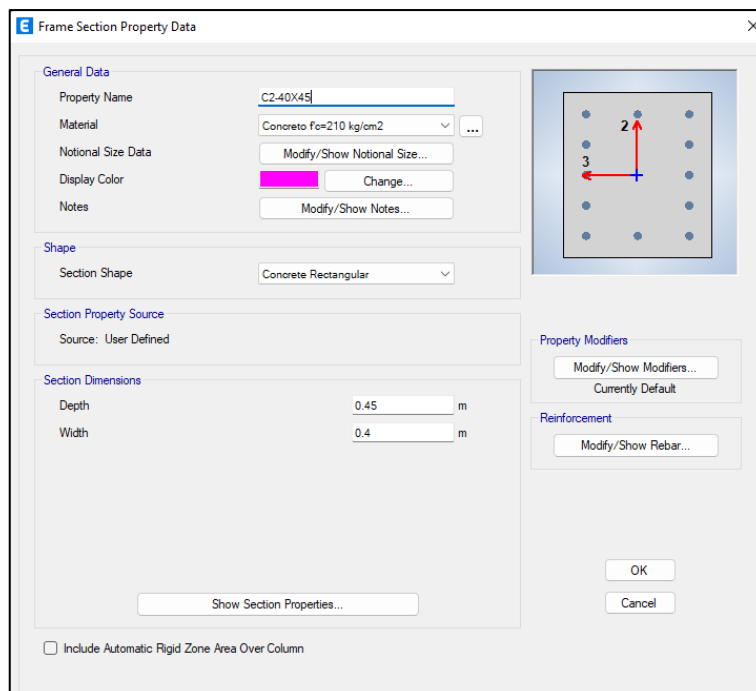 E Frame Section Property Data
General Data
Property Name C2-40X45
Material Concreto f'c=210 kg/cm2 ...
Notional Size Data Modify/Show Notional Size...
Display Color Change...
Notes Modify/Show Notes...
Shape
Section Shape Concrete Rectangular
Section Property Source
Source: User Defined
Section Dimensions
Depth 0.45 m
Width 0.4 m
Show Section Properties...
Include Automatic Rigid Zone Area Over Column
2
3
Property Modifiers
Modify/Show Modifiers...
Currently Default
Reinforcement
Modify/Show Rebar...
OK
Cancel